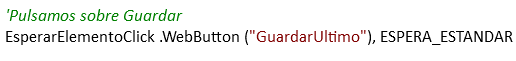 'Pulsamos sobre Guardar
EsperarElementoClick .WebButton ("GuardarUltimo"), ESPERA_ESTANDAR